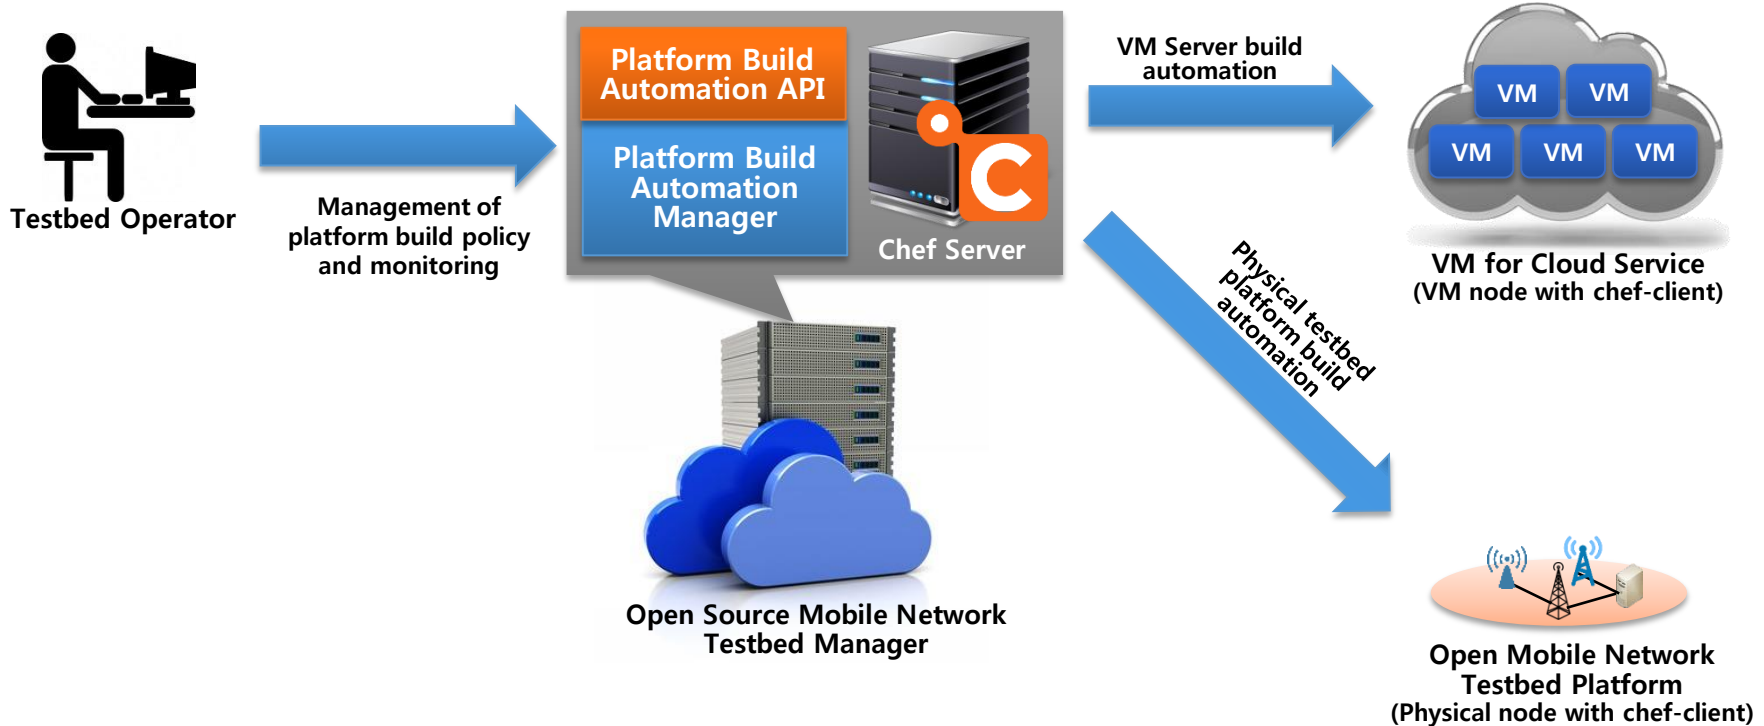 Testbed Operator
Management of
platform build policy
and monitoring
Platform Build
Automation API
Platform Build
Automation
Manager
C
Chef Server
Open Source Mobile Network
Testbed Manager
VM Server build
automation
Physical testbed
platform build
automation
VM
VM
VM
VM
VM
VM for Cloud Service
(VM node with chef-client)
Open Mobile Network
Testbed Platform
(Physical node with chef-client)